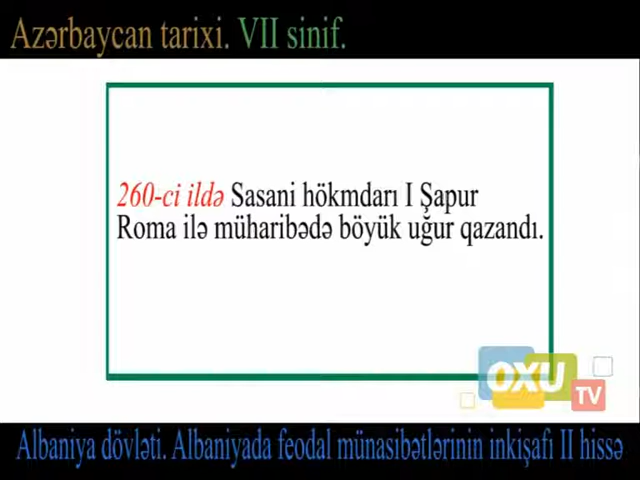 Azərbaycan tarixi. VII sinif.
260-ci ildə Sasani hökmdarı I Şapur
Roma ilə müharibədə böyük uğur qazandı.
OXU
TV
Albaniya dövləti. Albaniyada feodal münasibətlərinin inkişafı II hissə